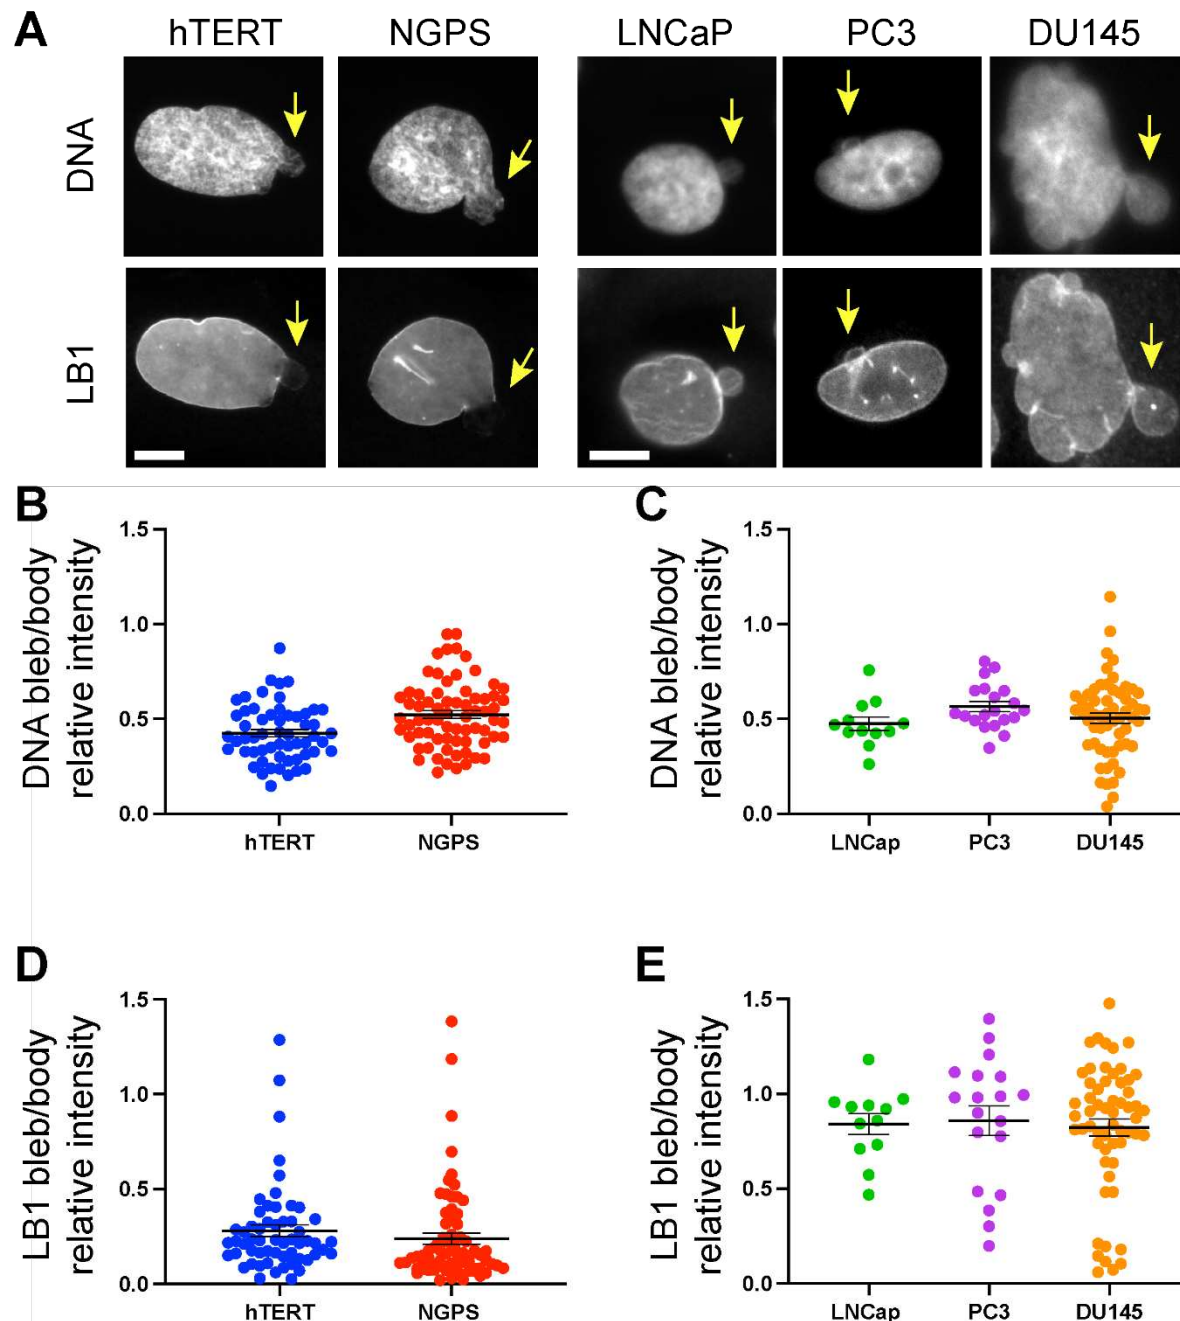 A
hTERT NGPS LNCaP PC3 DU145
DNA
LB1
B
DNA bleb/body
relative intensity
1.5
1.0
0.5
0.0
hTERT NGPS
C
DNA bleb/body
relative intensity
1.5
1.0
0.5
0.0
LNCap PC3 DU145
D
LB1 bleb/body
relative intensity
1.5
1.0
0.5
0.0
hTERT NGPS
E
LB1 bleb/body
relative intensity
1.5
1.0
0.5
0.0
LNCap PC3 DU145